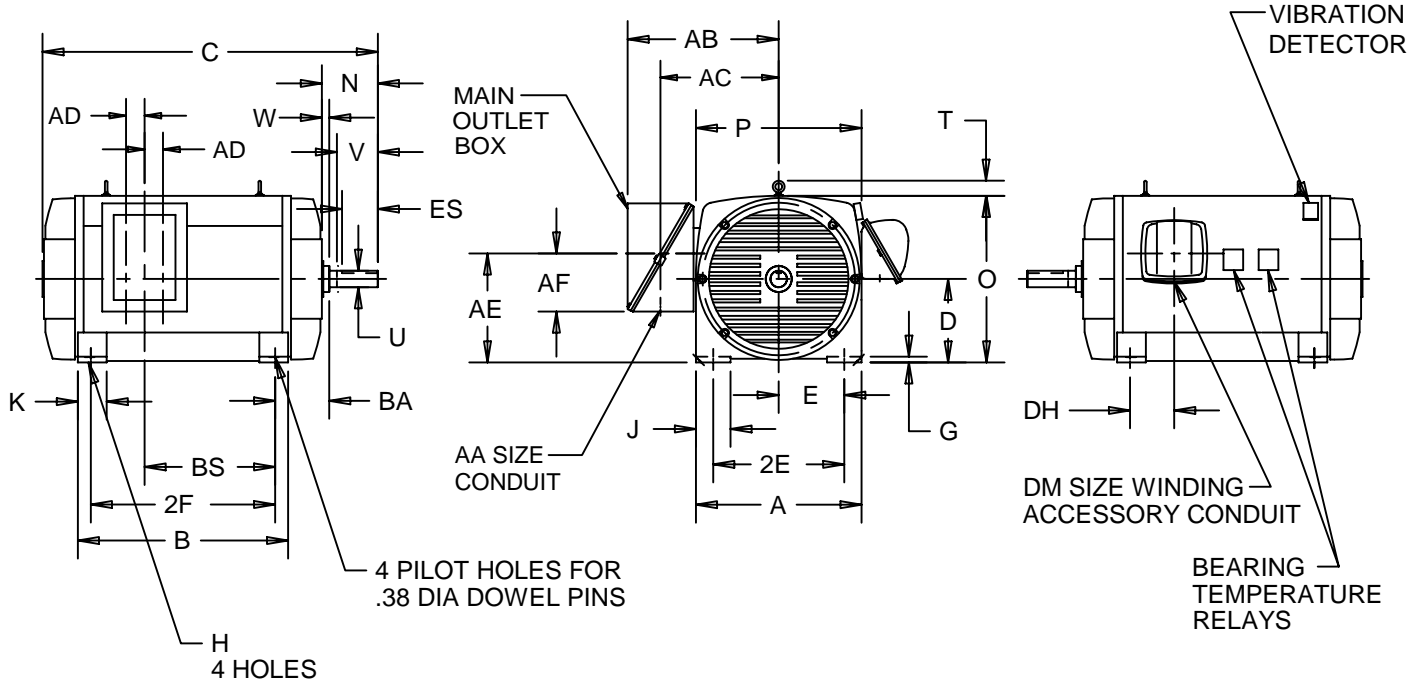 C
N
AD
W
AD
V
ES
U
K
BA
BS
2F
B
4 PILOT HOLES FOR
.38 DIA DOWEL PINS
H
4 HOLES
AB
AC
MAIN
OUTLET
BOX
P
T
AE
AF
O
D
E
G
J
2E
A
AA SIZE
CONDUIT
VIBRATION
DETECTOR
DH
DM SIZE WINDING
ACCESSORY CONDUIT
BEARING
TEMPERATURE
RELAYS